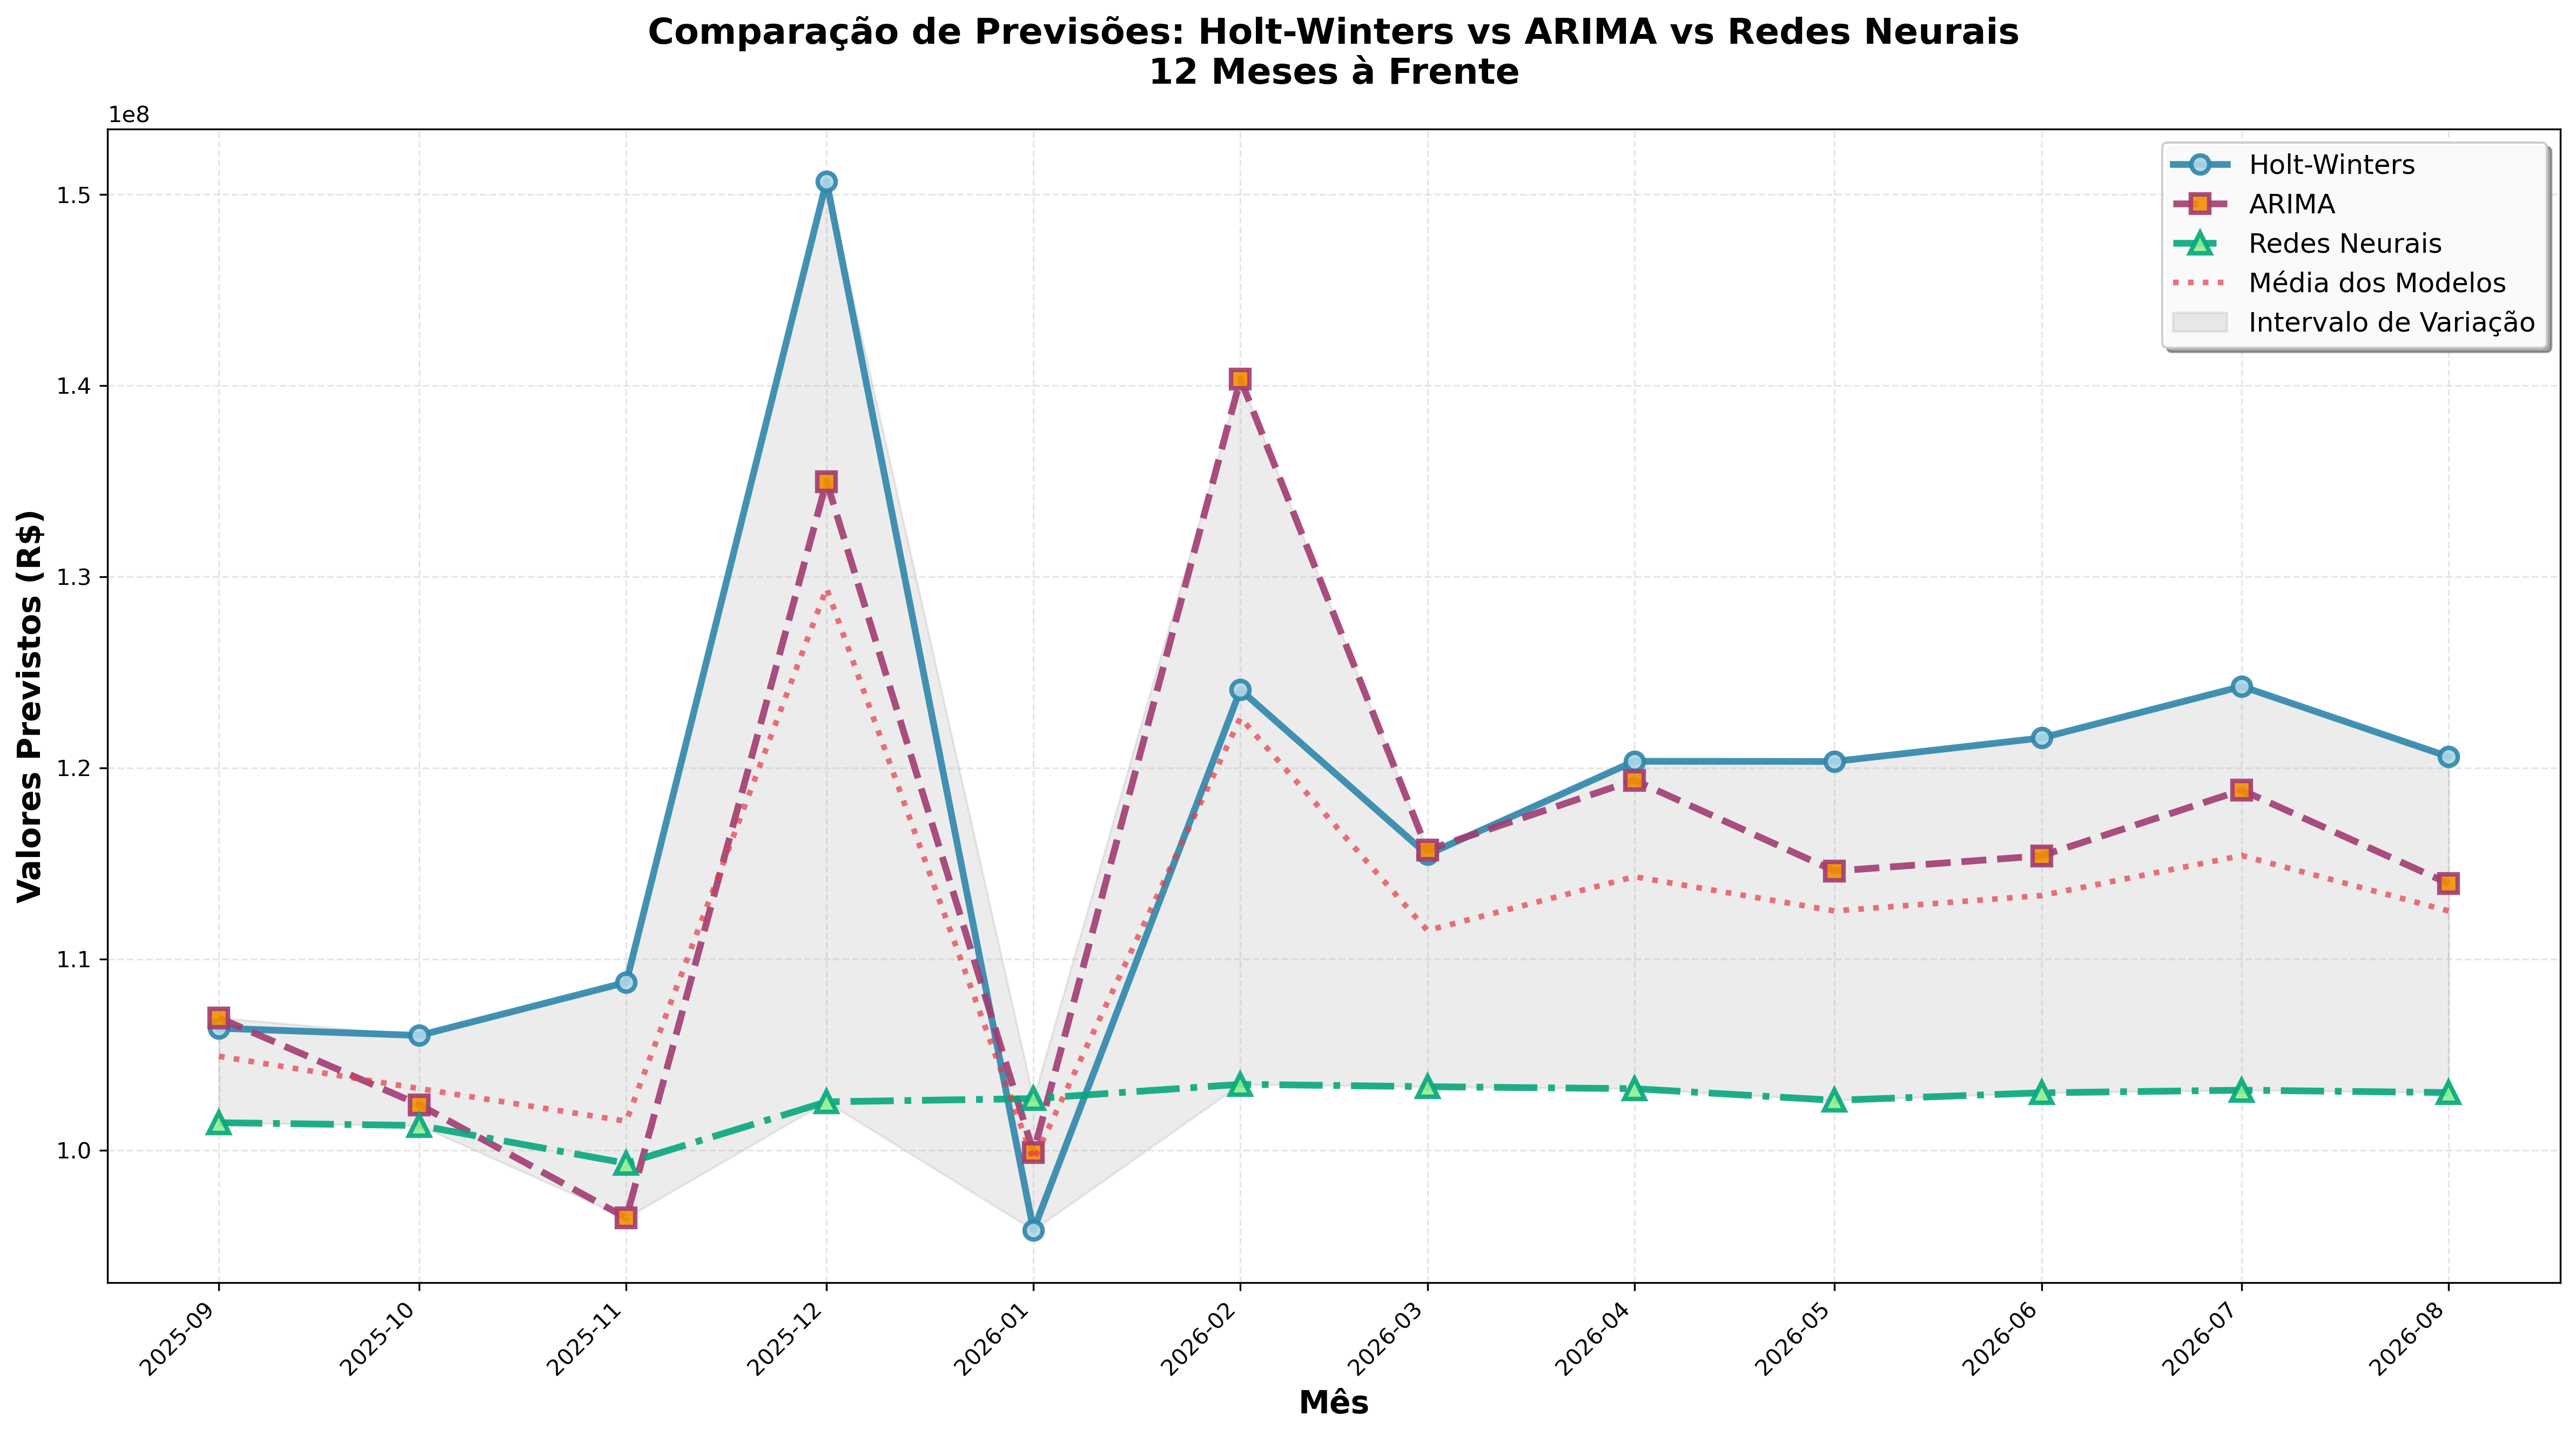 Comparação de Previsões: Holt-Winters vs ARIMA vs Redes Neurais
12 Meses à Frente
1e8
Holt-Winters
ARIMA
Redes Neurais
Média dos Modelos
Intervalo de Variação
Valores Previstos (R$)
1.5
1.4
1.3
1.2
1.1
1.0
2025-09
2025-10
2025-11
2025-12
2026-01
2026-02
2026-03
2026-04
2026-05
2026-06
2026-07
2026-08
Mês